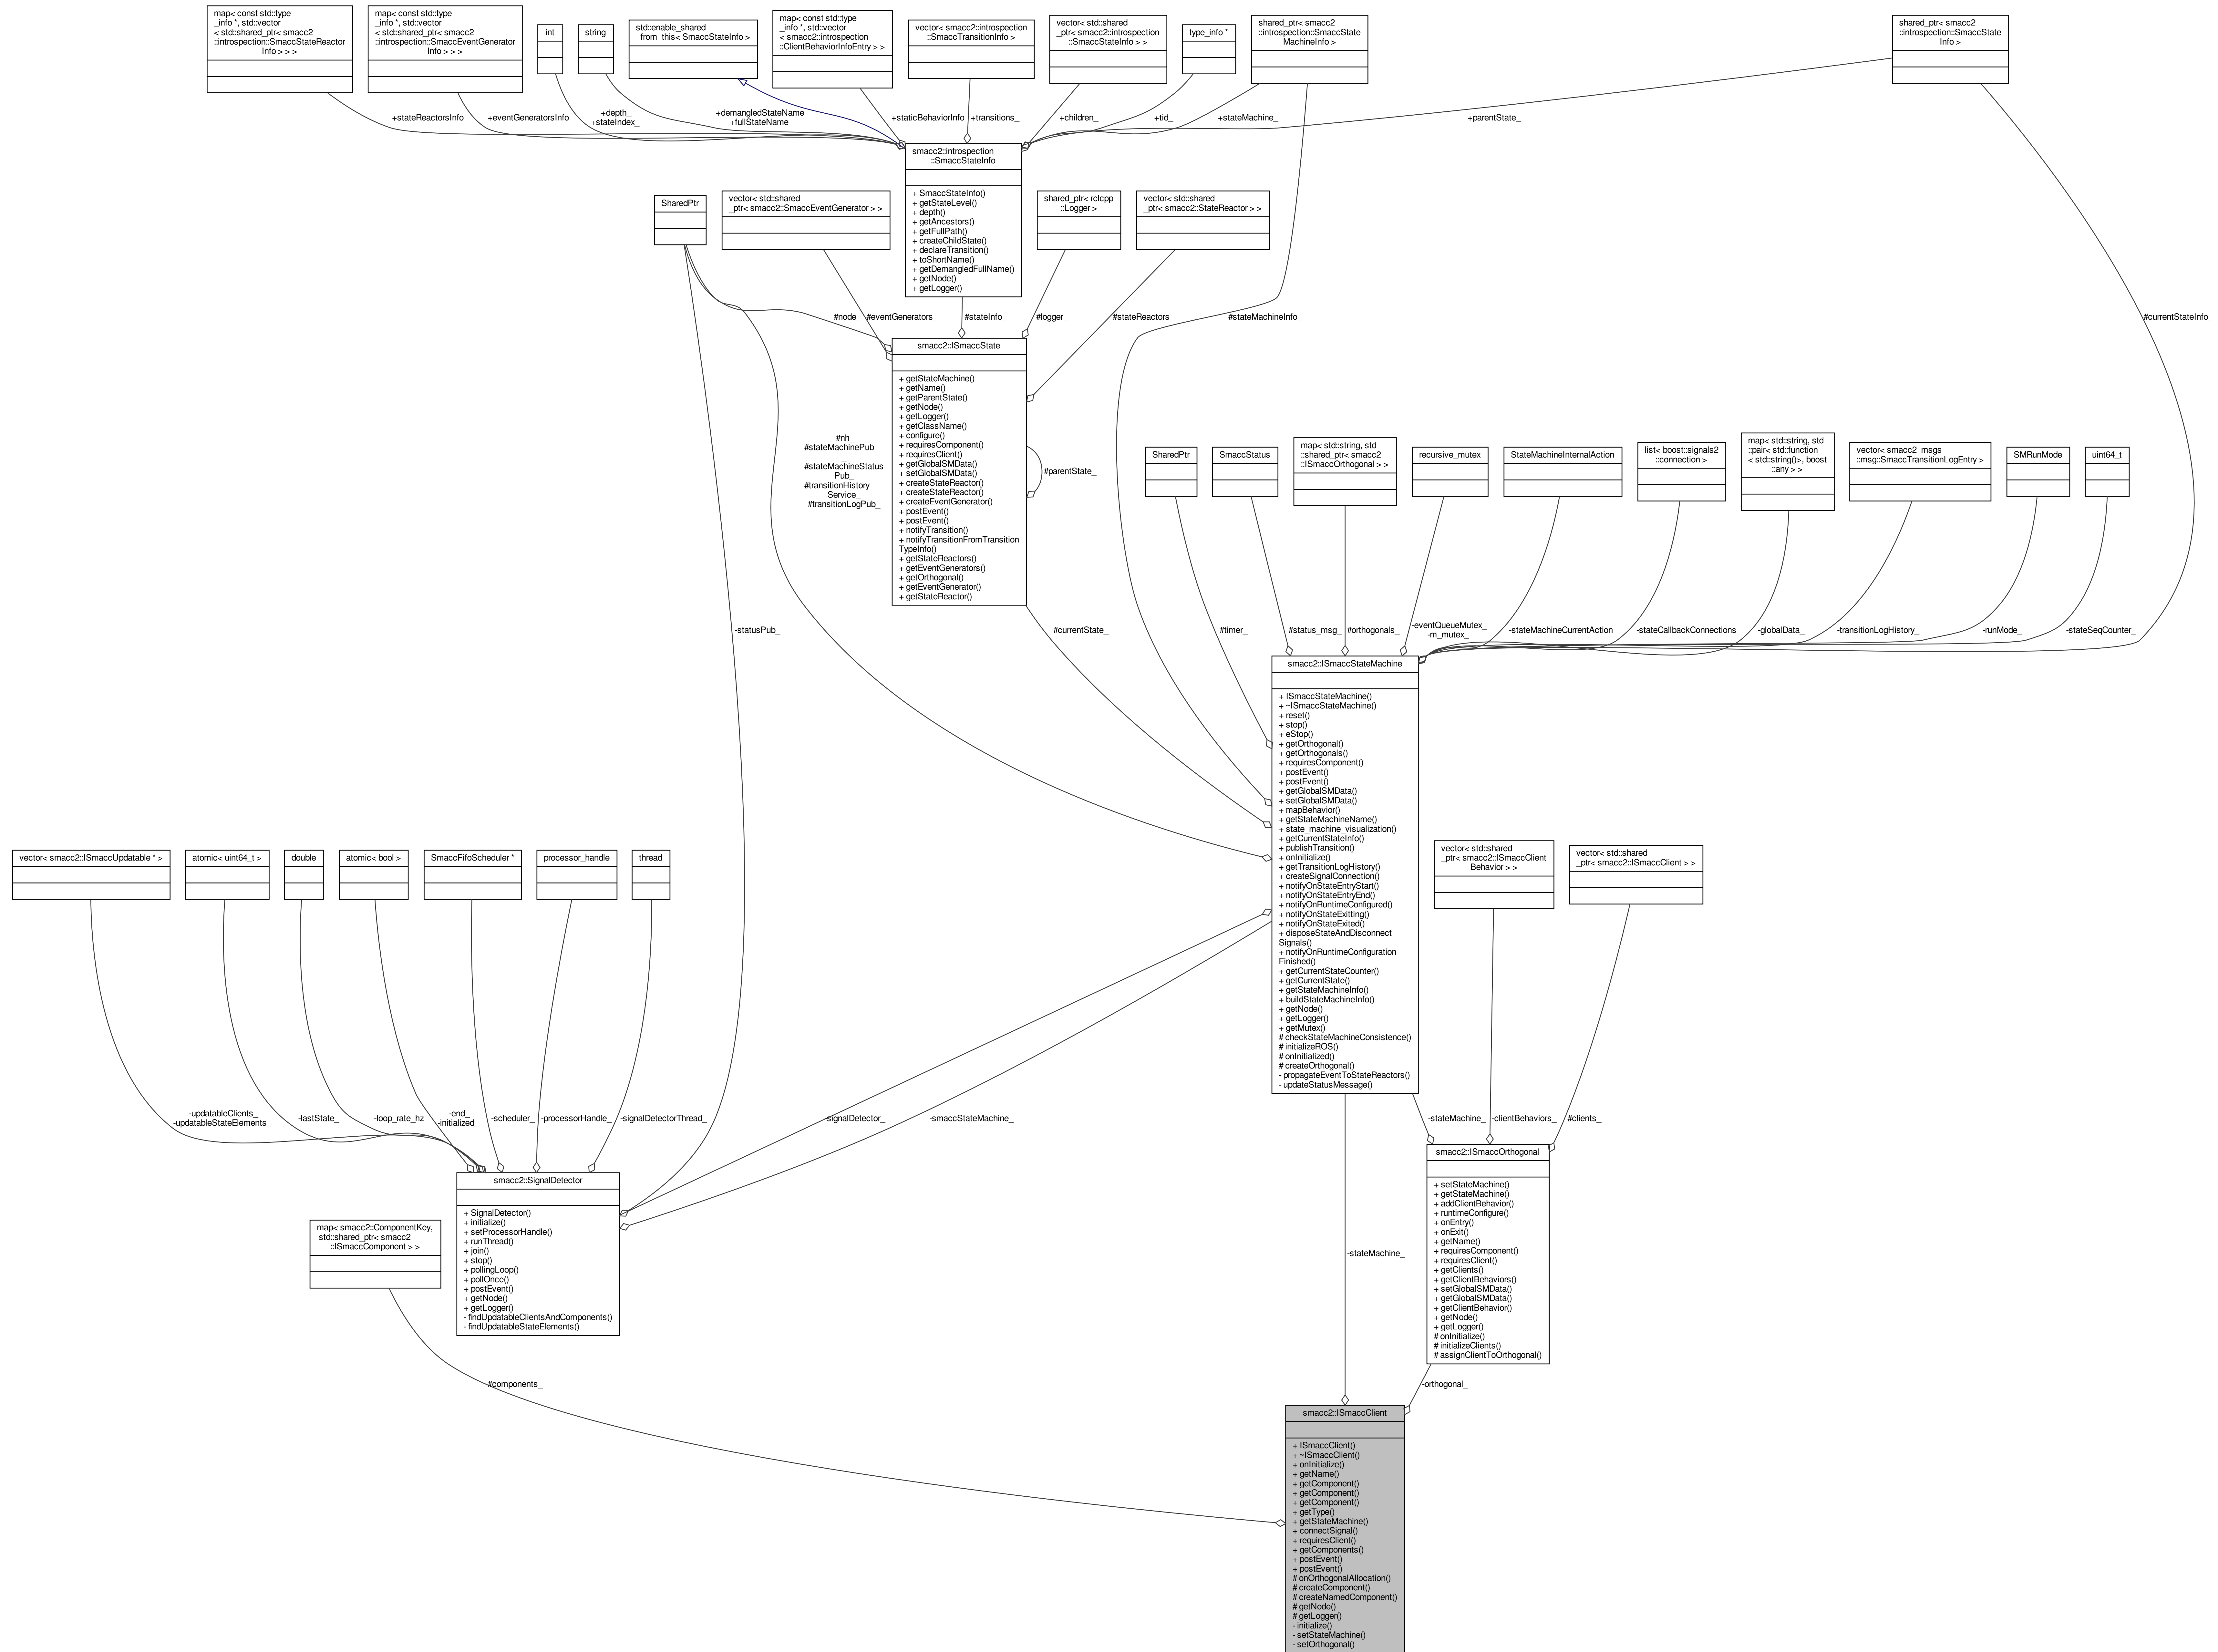 map< const std::type
_info *, std::vector
< std::shared_ptr< smacc2
::introspection::SmaccStateReactor
Info > > >
map< const std::type
_info *, std::vector
< std::shared_ptr< smacc2
::introspection::SmaccEventGenerator
Info > > >
int
string
std::enable_shared
_from_this< SmaccStateInfo >
map< const std::type
_info *, std::vector
< smacc2::introspection
::ClientBehaviorInfoEntry > >
vector< smacc2::introspection
::SmaccTransitionInfo >
vector< std::shared
_ptr< smacc2::introspection
::SmaccStateInfo > >
type_info *
shared_ptr< smacc2
::introspection::SmaccState
MachineInfo >
shared_ptr< smacc2
::introspection::SmaccState
Info >
+stateReactorsInfo
+eventGeneratorsInfo
+depth_
+stateIndex_
+demangledStateName
+fullStateName
+staticBehaviorInfo
+transitions_
+children_
+tid_
+stateMachine_
+parentState_
smacc2::introspection
::SmaccStateInfo
+ SmaccStateInfo()
+ getStateLevel()
+ depth()
+ getAncestors()
+ getFullPath()
+ createChildState()
+ declareTransition()
+ toShortName()
+ getDemangledFullName()
+ getNode()
+ getLogger()
SharedPtr
vector< std::shared
_ptr< smacc2::SmaccEventGenerator > >
shared_ptr< rclcpp
::Logger >
vector< std::shared
_ptr< smacc2::StateReactor > >
#node_
#eventGenerators_
#stateInfo_
#logger_
#stateReactors_
#stateMachineInfo_
#currentStateInfo_
smacc2::ISmaccState
+ getStateMachine()
+ getName()
+ getParentState()
+ getNode()
+ getLogger()
+ getClassName()
+ configure()
+ requiresComponent()
+ requiresClient()
+ getGlobalSMData()
+ setGlobalSMData()
+ createStateReactor()
+ createStateReactor()
+ createEventGenerator()
+ postEvent()
+ postEvent()
+ notifyTransition()
+ notifyTransitionFromTransition
TypeInfo()
+ getStateReactors()
+ getEventGenerators()
+ getOrthogonal()
+ getEventGenerator()
+ getStateReactor()
#parentState_
#nh_
#stateMachinePub
_
#stateMachineStatus
Pub_
#transitionHistory
Service_
#transitionLogPub_
SharedPtr
SmaccStatus
map< std::string, std
::shared_ptr< smacc2
::ISmaccOrthogonal > >
recursive_mutex
StateMachineInternalAction
list< boost::signals2
::connection >
map< std::string, std
::pair< std::function
< std::string()>, boost
::any > >
vector< smacc2_msgs
::msg::SmaccTransitionLogEntry >
SMRunMode
uint64_t
-statusPub_
#currentState_
#timer_
#status_msg_
#orthogonals_
-eventQueueMutex_
-m_mutex_
-stateMachineCurrentAction
-stateCallbackConnections
-globalData_
-transitionLogHistory_
-runMode_
-stateSeqCounter_
smacc2::ISmaccStateMachine
+ ISmaccStateMachine()
+ ~ISmaccStateMachine()
+ reset()
+ stop()
+ eStop()
+ getOrthogonal()
+ getOrthogonals()
+ requiresComponent()
+ postEvent()
+ postEvent()
+ getGlobalSMData()
+ setGlobalSMData()
+ mapBehavior()
+ getStateMachineName()
+ state_machine_visualization()
+ getCurrentStateInfo()
+ publishTransition()
+ onInitialize()
+ getTransitionLogHistory()
+ createSignalConnection()
+ notifyOnStateEntryStart()
+ notifyOnStateEntryEnd()
+ notifyOnRuntimeConfigured()
+ notifyOnStateExitting()
+ notifyOnStateExited()
+ disposeStateAndDisconnect
Signals()
+ notifyOnRuntimeConfiguration
Finished()
+ getCurrentStateCounter()
+ getCurrentState()
+ getStateMachineInfo()
+ buildStateMachineInfo()
+ getNode()
+ getLogger()
+ getMutex()
# checkStateMachineConsistence()
# initializeROS()
# onInitialized()
# createOrthogonal()
- propagateEventToStateReactors()
- updateStatusMessage()
vector< smacc2::ISmaccUpdatable * >
atomic< uint64_t >
double
atomic< bool >
SmaccFifoScheduler *
processor_handle
thread
vector< std::shared
_ptr< smacc2::ISmaccClient
Behavior > >
vector< std::shared
_ptr< smacc2::ISmaccClient > >
-updatableClients_
-updatableStateElements_
-lastState_
-loop_rate_hz
-end_
-initialized_
-scheduler_
-processorHandle_
-signalDetectorThread_
-signalDetector_
-smaccStateMachine_
-stateMachine_
-clientBehaviors_
#clients_
smacc2::SignalDetector
+ SignalDetector()
+ initialize()
+ setProcessorHandle()
+ runThread()
+ join()
+ stop()
+ pollingLoop()
+ pollOnce()
+ postEvent()
+ getNode()
+ getLogger()
- findUpdatableClientsAndComponents()
- findUpdatableStateElements()
smacc2::ISmaccOrthogonal
+ setStateMachine()
+ getStateMachine()
+ addClientBehavior()
+ runtimeConfigure()
+ onEntry()
+ onExit()
+ getName()
+ requiresComponent()
+ requiresClient()
+ getClients()
+ getClientBehaviors()
+ setGlobalSMData()
+ getGlobalSMData()
+ getClientBehavior()
+ getNode()
+ getLogger()
# onInitialize()
# initializeClients()
# assignClientToOrthogonal()
map< smacc2::ComponentKey,
std::shared_ptr< smacc2
::ISmaccComponent > >
-stateMachine_
#components_
-orthogonal_
smacc2::ISmaccClient
+ ISmaccClient()
+ ~ISmaccClient()
+ onInitialize()
+ getName()
+ getComponent()
+ getComponent()
+ getComponent()
+ getType()
+ getStateMachine()
+ connectSignal()
+ requiresClient()
+ getComponents()
+ postEvent()
+ postEvent()
# onOrthogonalAllocation()
# createComponent()
# createNamedComponent()
# getNode()
# getLogger()
- initialize()
- setStateMachine()
- setOrthogonal()